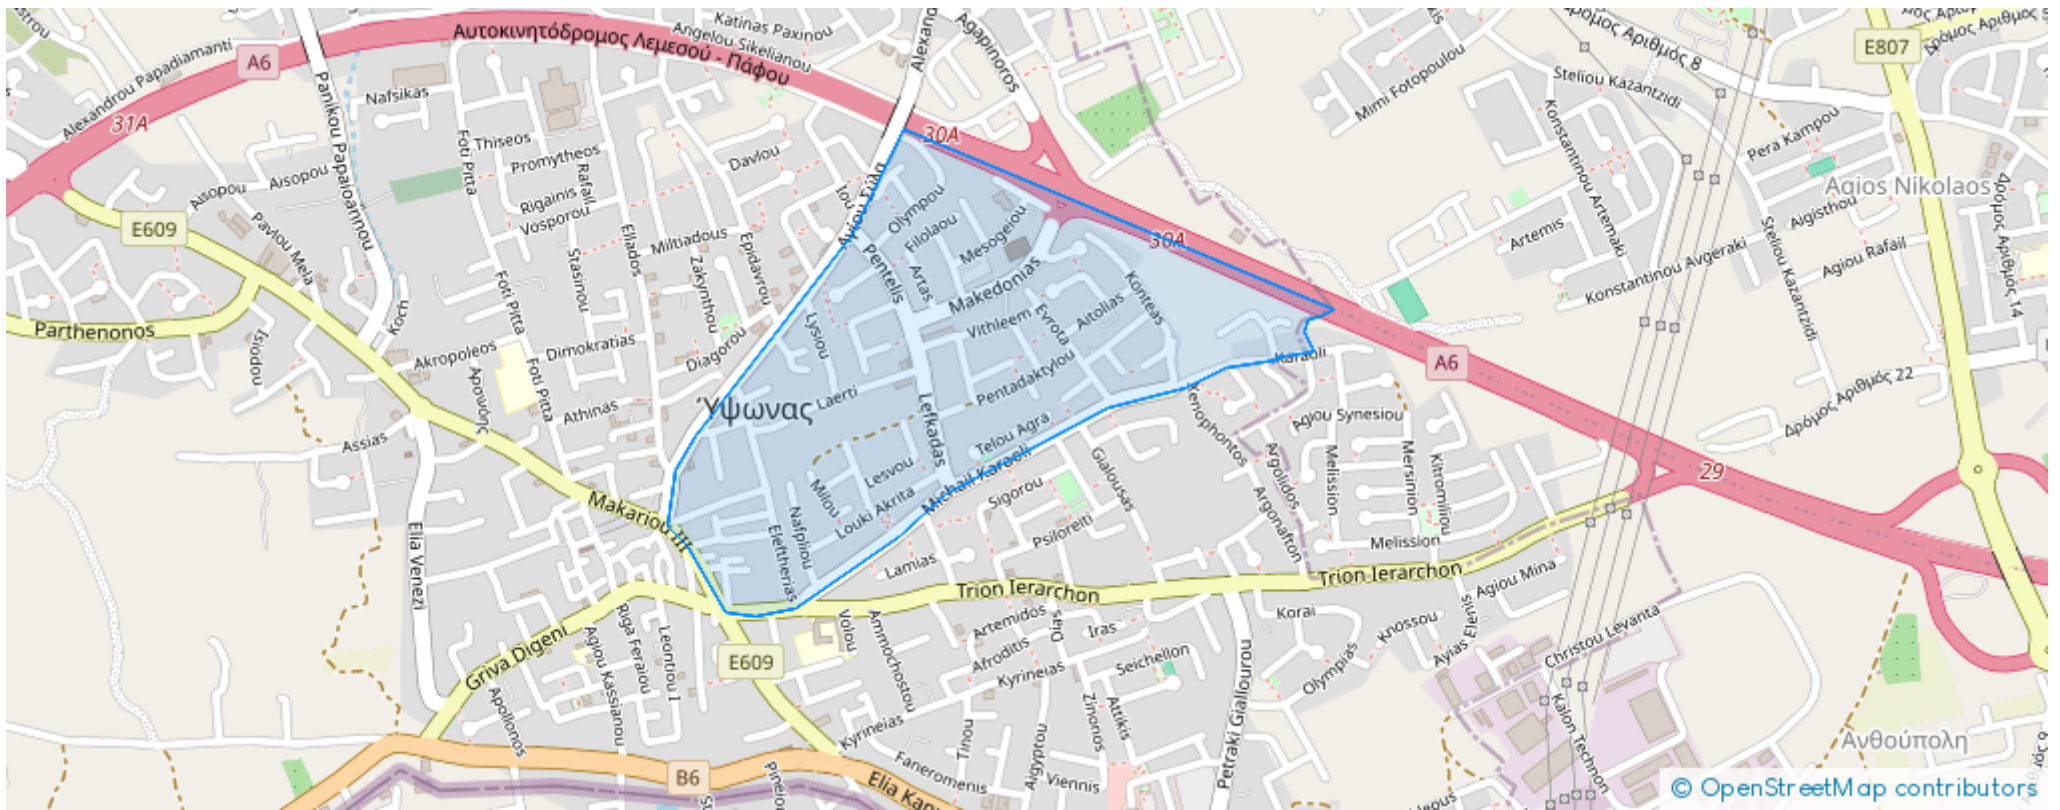 Katinas Paxinou
Angelou Sikelianou
Αυτοκινητόδρομος Λεμεσού - Πάφου
Agapinoros
Δρόμος Αριθμός 8
E807
A6
Alexandrou Papadiamanti
31A
Panikou Papaioannou
Nafsikas
Thiseos
Promytheos
Foti Pitta
Rafail
Davlou
30A
Mimi Fotopoulou
Steliou Kazantzidi
Konstantinou Artemaki
Pera Kampou
Agios Nikolaos
Aigisthou
Agiou Rafail
Δρόμος Αριθμός 14
Aisopou
Aisopou
Rigainis
Vosporou
E609
Pavlou Mela
Miltiadous
Epidavrou
Ellados
Stasinou
Zakynthou
Iou
Olympou
Filolaou
Mesogeiou
30A
Artemis
Konstantinou Avgeraki
Steliou Kazantzidi
Pentelis
Artas
Makedonias
Konteas
Parthenonos
Isiodou
Koch
Foti Pitta
Akropoleos
Dimokratias
Diagorou
Lysiou
Vithleem
Evrota
Aitolias
Karaoli
A6
Δρόμος Αριθμός 22
Foti Pitta
Athinas
Ύψωνας
Laerti
Pentadaktylou
Lefkadas
Telou Agra
Xenophontos
Agiou Synesiou
Assias
Makariou III
Lesvou
Milou
Louki Akrita
Michail Karaoli
Gialousas
Sigorou
Psiloreiti
Argolidos
Argonafton
Melission
Mersinion
Kitromiliou
29
Elia Venezi
Nafpliou
Eleftherias
Lamias
Melission
Trion Ierarchon
Trion Ierarchon
Agiou Mina
Griva Digeni
Agiou Kassianou
Riga Feraiou
Leontiou I
E609
Volou
Ammochostou
Artemidos
Dias
Iras
Afroditis
Kyrineias
Seichellon
Korai
Knossou
Olympias
Ayias Elenis
Christou Levanta
Apollonos
Kyrineias
Tinou
Aigyptou
Zinonos
Attikis
Petraki Giallourou
Kalon Technon
Ανθούπολη
B6
Faneromenis
Viennis
© OpenStreetMap contributors